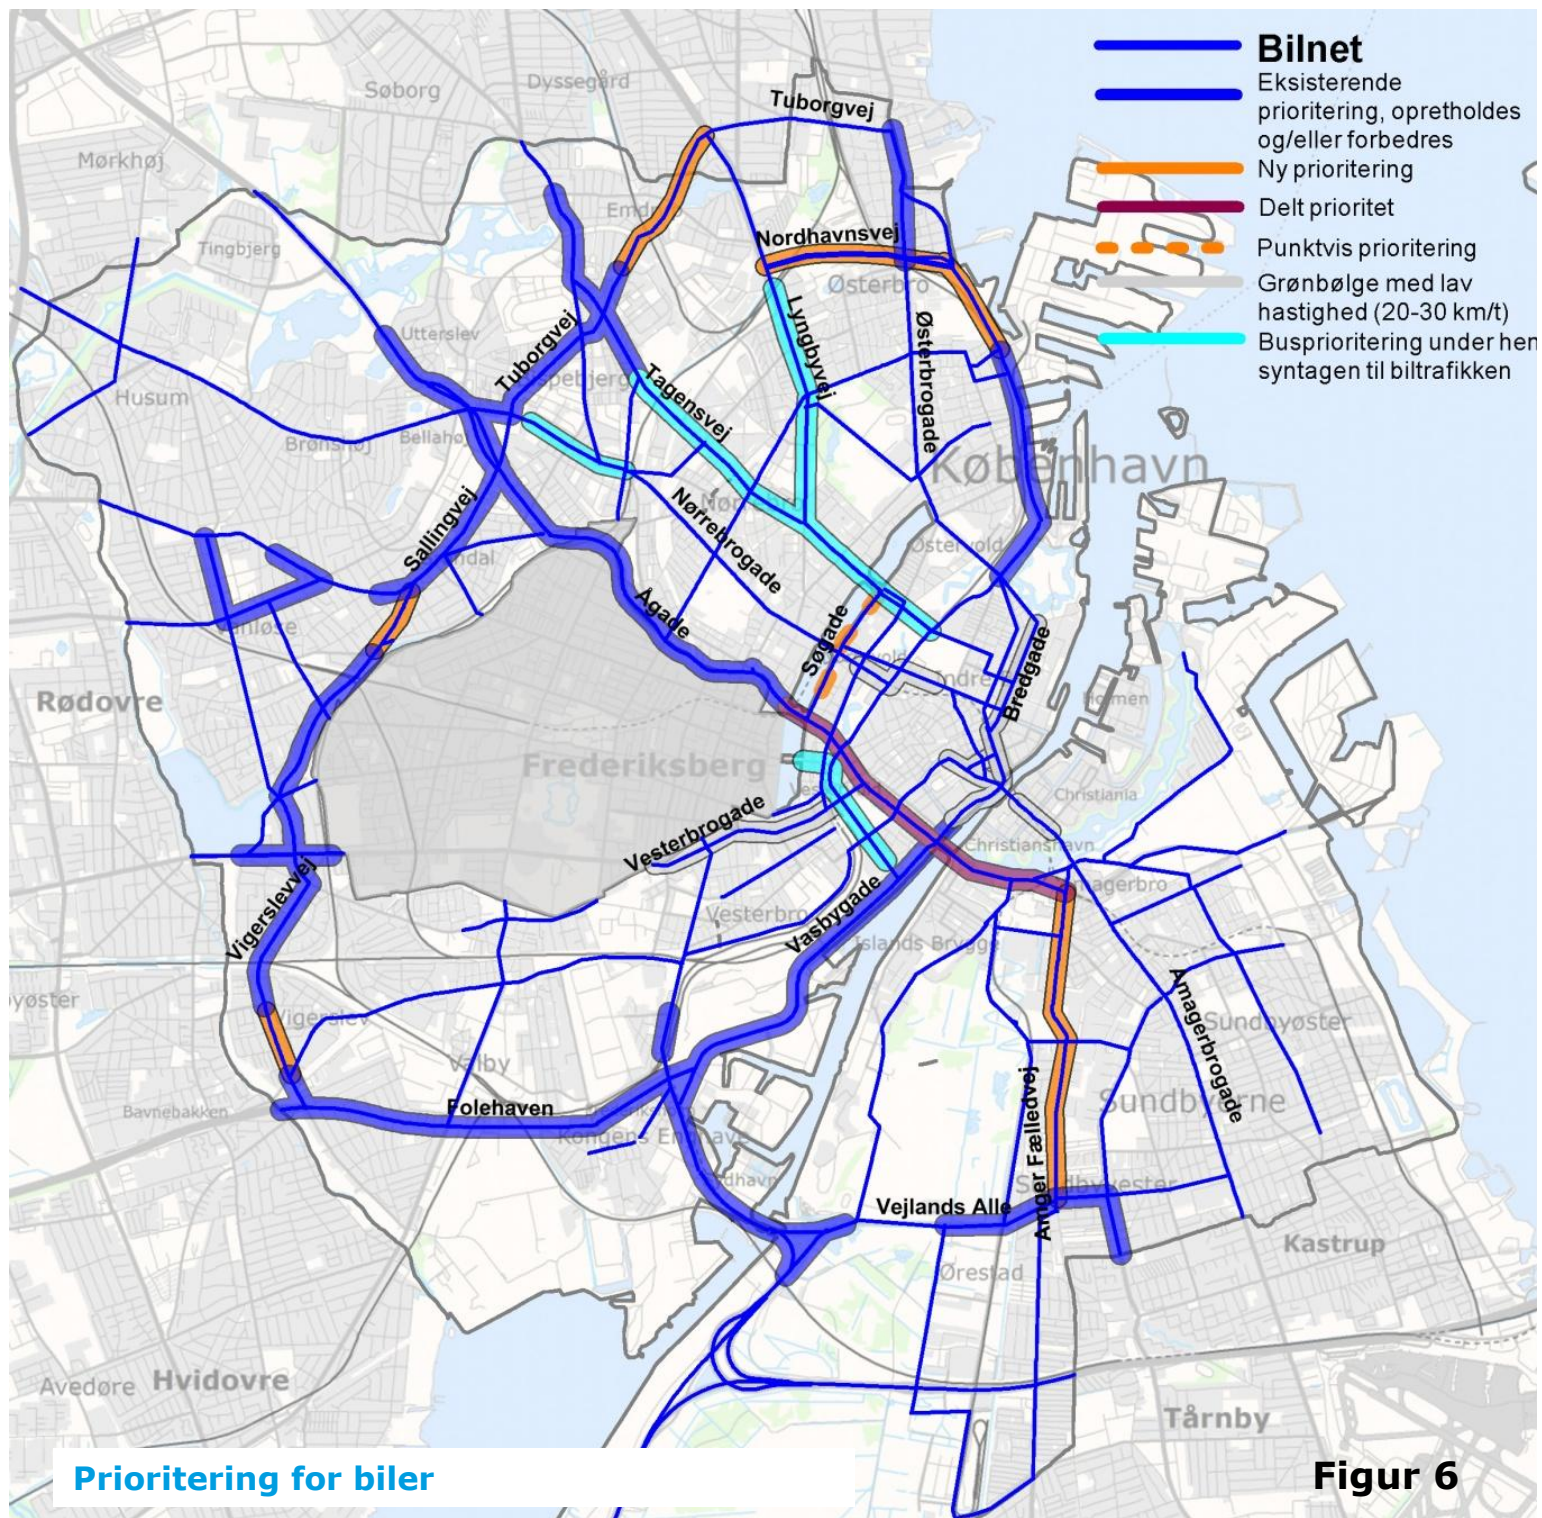 Bilnet
Eksisterende
prioritering, opretholdes
og/eller forbedres
Ny prioritering
Delt prioritet
Punktvis prioritering
Grønbølge med lav
hastighed (20-30 km/t)
Busprioritering under hen
syntagen til biltrafikken
Dyssegård
Søborg
Tuborgvej
Mørkhøj
Tingbjerg
Nordhavnsvej
Østerbro
Utterslev
Tuborgvej
Lyngbyvej
Østerbrogade
Husum
Tagensvej
Brønshøj
København
Nørrebrogade
Sallingvej
Ågade
Søgade
Indre
Bredgade
Rødovre
Frederiksberg
Christiania
Vesterbrogade
Christianshavn
Vigerslevvej
Vesterbro
Vasbygade
Islands Brygge
Amagerbrogade
Sundbyøster
Vigerslev
Valby
Amger Fælledvej
Sundbyerne
Bavnebakken
Folehaven
Kongens Enghave
Vejlands Alle
Kastrup
Ørestad
Avedøre
Hvidovre
Tårnby
Prioritering for biler
Figur 6